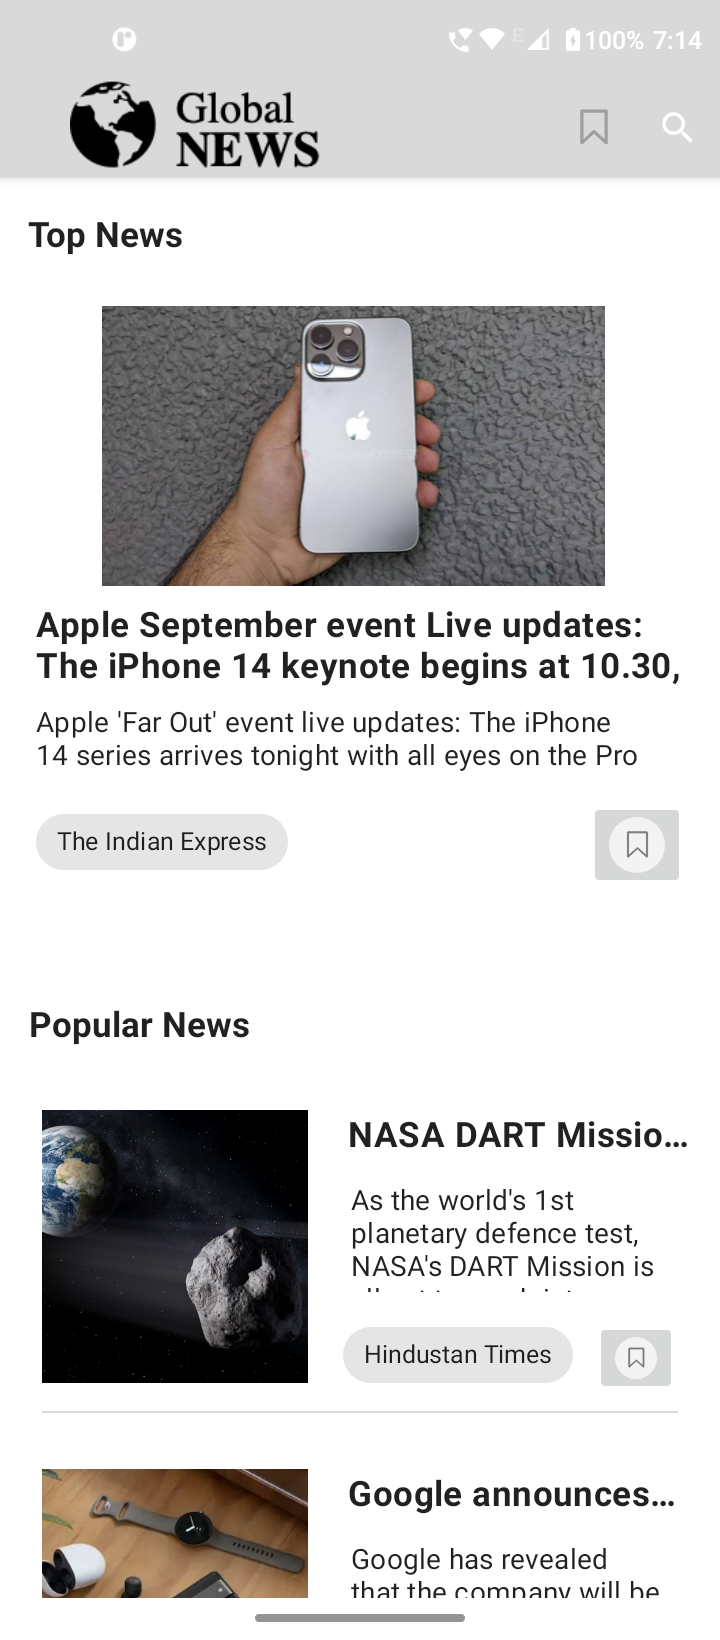 E 100% 7:14
Global
NEWS
Top News
Apple September event Live updates:
The iPhone 14 keynote begins at 10.30,
Apple 'Far Out' event live updates: The iPhone
14 series arrives tonight with all eyes on the Pro
The Indian Express
Popular News
NASA DART Missio...
As the world's 1st
planetary defence test,
NASA's DART Mission is
Hindustan Times
Google announces...
Google has revealed
that the company will be